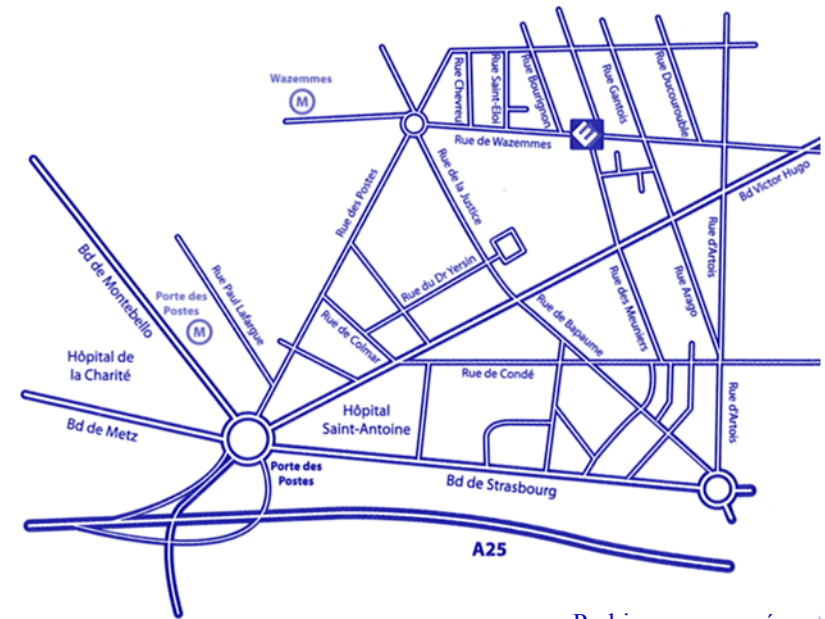 Wazemmes
M
Rue Chevreul
Rue Saint-Eloi
Rue Bourignon
Rue Gantois
Rue Ducourouble
Rue de Wazemmes
Bd Victor Hugo
Rue des Postes
Rue de la Justice
Rue d'Artois
Bd de Montebello
Porte des
Postes
M
Rue Paul Lafargue
Rue du Dr Yersin
Rue de Colmar
Rue de Bapaume
Rue des Meuniers
Rue Arago
Hôpital de
la Charité
Rue de Condé
Bd de Metz
Hôpital
Saint-Antoine
Rue d'Artois
Porte des
Postes
Bd de Strasbourg
A25